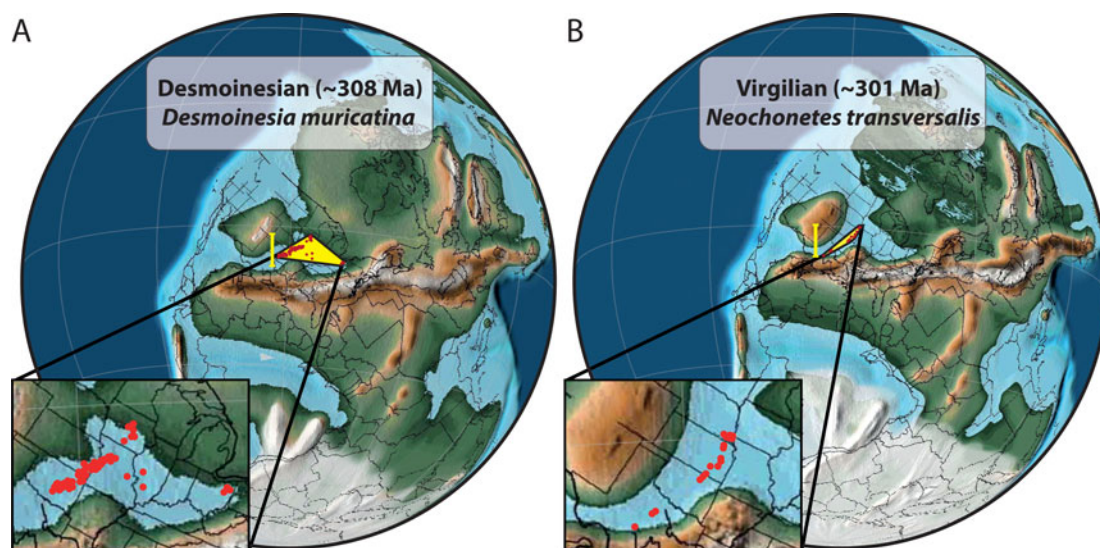 A
Desmoinesian (~308 Ma)
Desmoinesia muricatina
B
Virgilian (~301 Ma)
Neochonetes transversalis